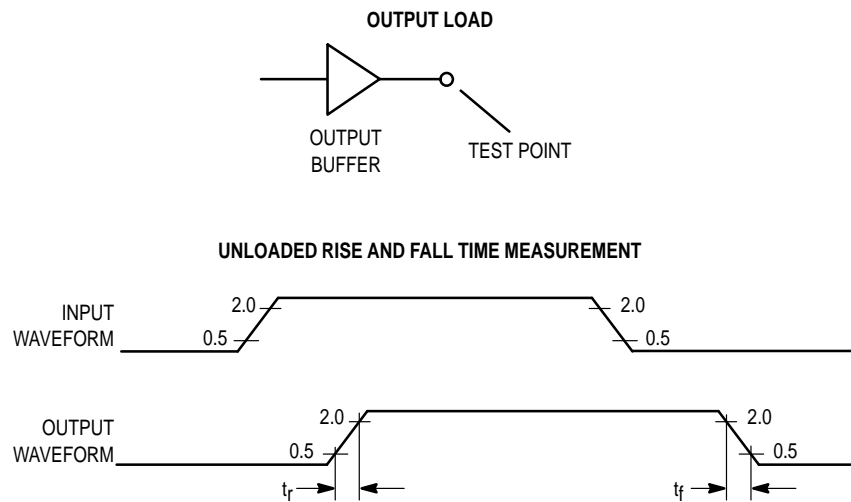 OUTPUT LOAD
OUTPUT
BUFFER
TEST POINT
UNLOADED RISE AND FALL TIME MEASUREMENT
INPUT
WAVEFORM
2.0
0.5
2.0
0.5
OUTPUT
WAVEFORM
2.0
0.5
2.0
0.5
tr
tf